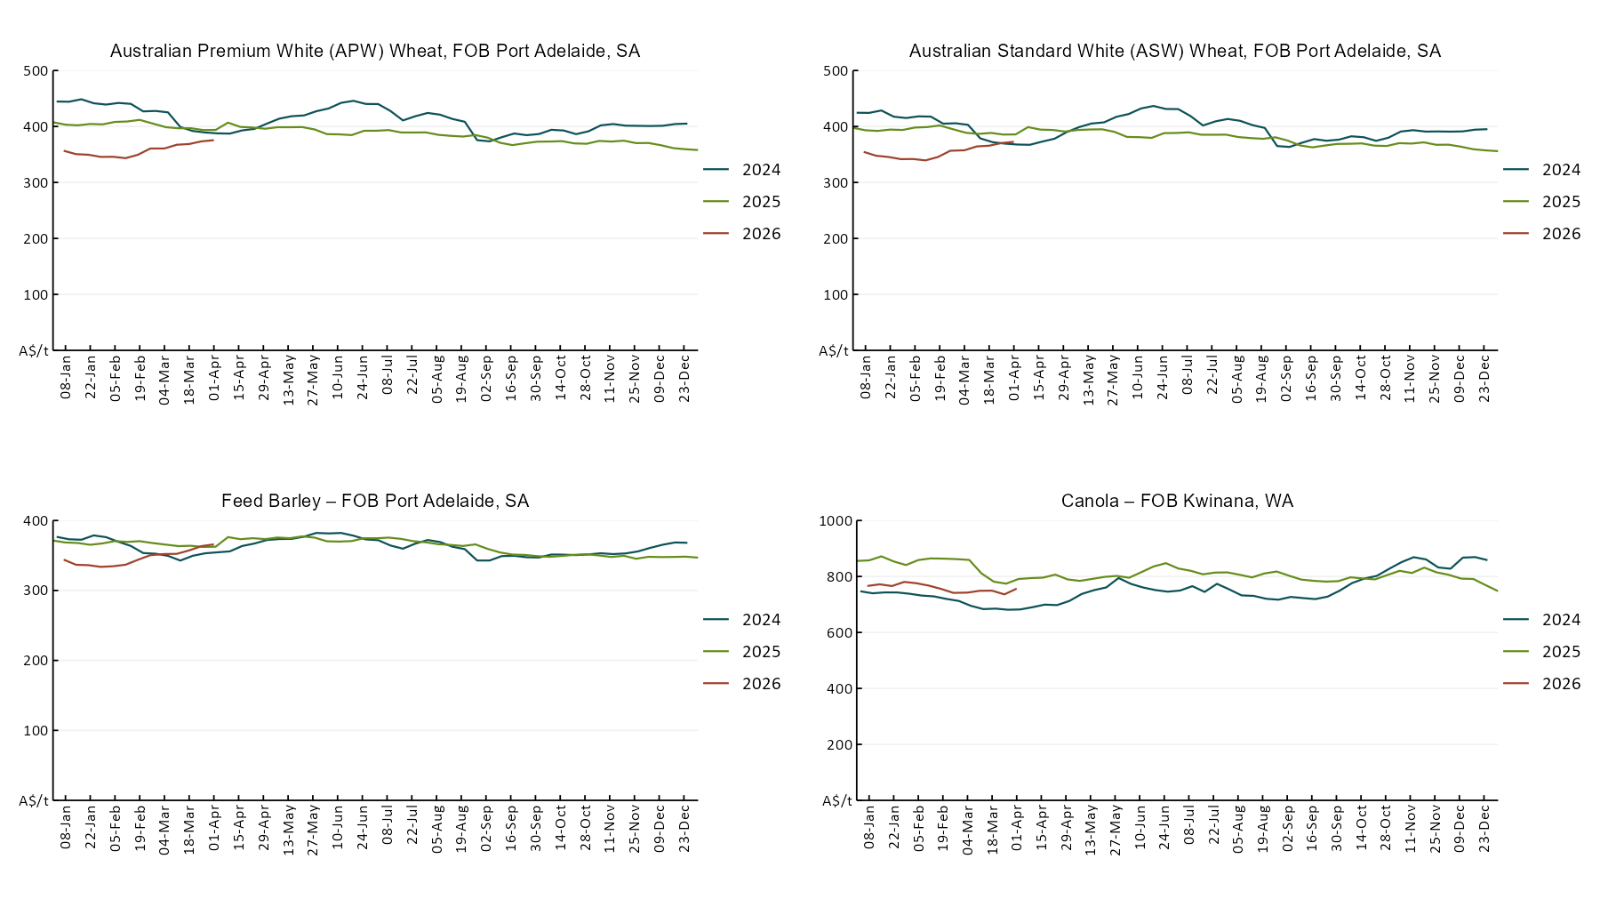 Australian Premium White (APW) Wheat, FOB Port Adelaide, SA
500
400
300
200
100
A$/t
08-Jan
22-Jan
05-Feb
19-Feb
04-Mar
18-Mar
01-Apr
15-Apr
29-Apr
13-May
27-May
10-Jun
24-Jun
08-Jul
22-Jul
05-Aug
19-Aug
02-Sep
16-Sep
30-Sep
14-Oct
28-Oct
11-Nov
25-Nov
09-Dec
23-Dec
2024
2025
2026
Australian Standard White (ASW) Wheat, FOB Port Adelaide, SA
500
400
300
200
100
A$/t
08-Jan
22-Jan
05-Feb
19-Feb
04-Mar
18-Mar
01-Apr
15-Apr
29-Apr
13-May
27-May
10-Jun
24-Jun
08-Jul
22-Jul
05-Aug
19-Aug
02-Sep
16-Sep
30-Sep
14-Oct
28-Oct
11-Nov
25-Nov
09-Dec
23-Dec
2024
2025
2026
Feed Barley – FOB Port Adelaide, SA
400
300
200
100
A$/t
08-Jan
22-Jan
05-Feb
19-Feb
04-Mar
18-Mar
01-Apr
15-Apr
29-Apr
13-May
27-May
10-Jun
24-Jun
08-Jul
22-Jul
05-Aug
19-Aug
02-Sep
16-Sep
30-Sep
14-Oct
28-Oct
11-Nov
25-Nov
09-Dec
23-Dec
2024
2025
2026
Canola – FOB Kwinana, WA
1000
800
600
400
200
A$/t
08-Jan
22-Jan
05-Feb
19-Feb
04-Mar
18-Mar
01-Apr
15-Apr
29-Apr
13-May
27-May
10-Jun
24-Jun
08-Jul
22-Jul
05-Aug
19-Aug
02-Sep
16-Sep
30-Sep
14-Oct
28-Oct
11-Nov
25-Nov
09-Dec
23-Dec
2024
2025
2026